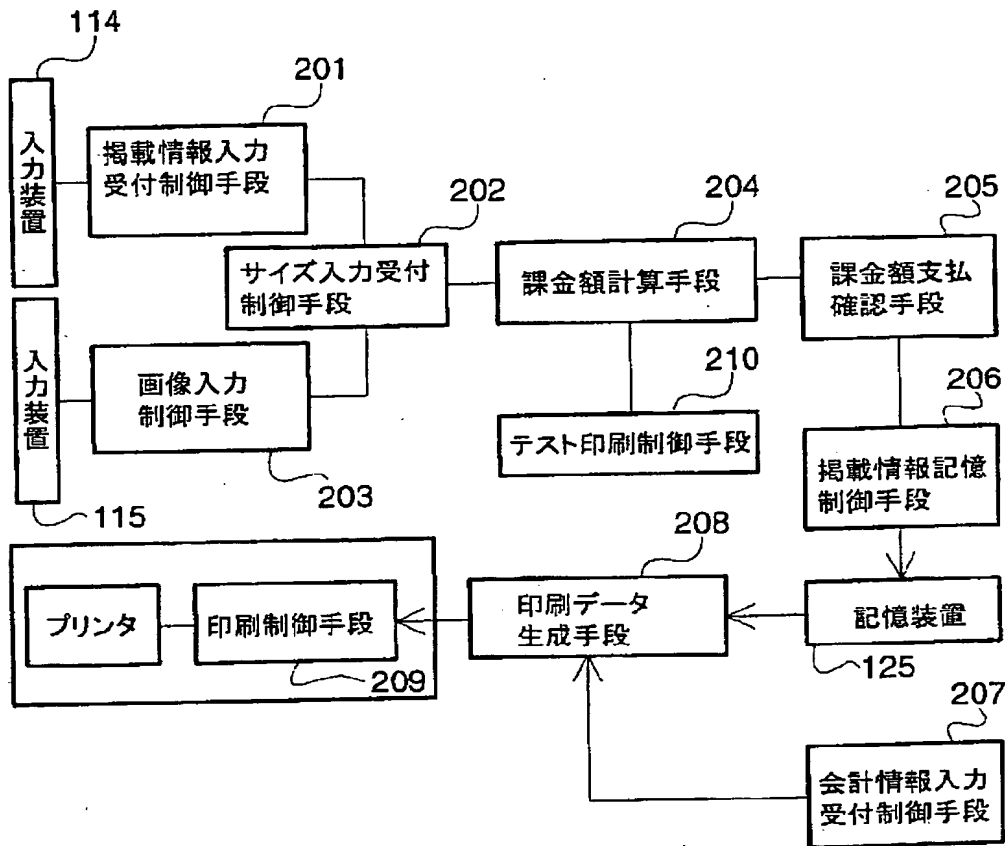 114
入力装置
201
掲載情報入力
受付制御手段
202
サイズ入力受付
制御手段
204
課金額計算手段
205
課金額支払
確認手段
入力装置
115
画像入力
制御手段
203
210
テスト印刷制御手段
206
掲載情報記憶
制御手段
プリンタ
印刷制御手段
209
208
印刷データ
生成手段
記憶装置
125
207
会計情報入力
受付制御手段